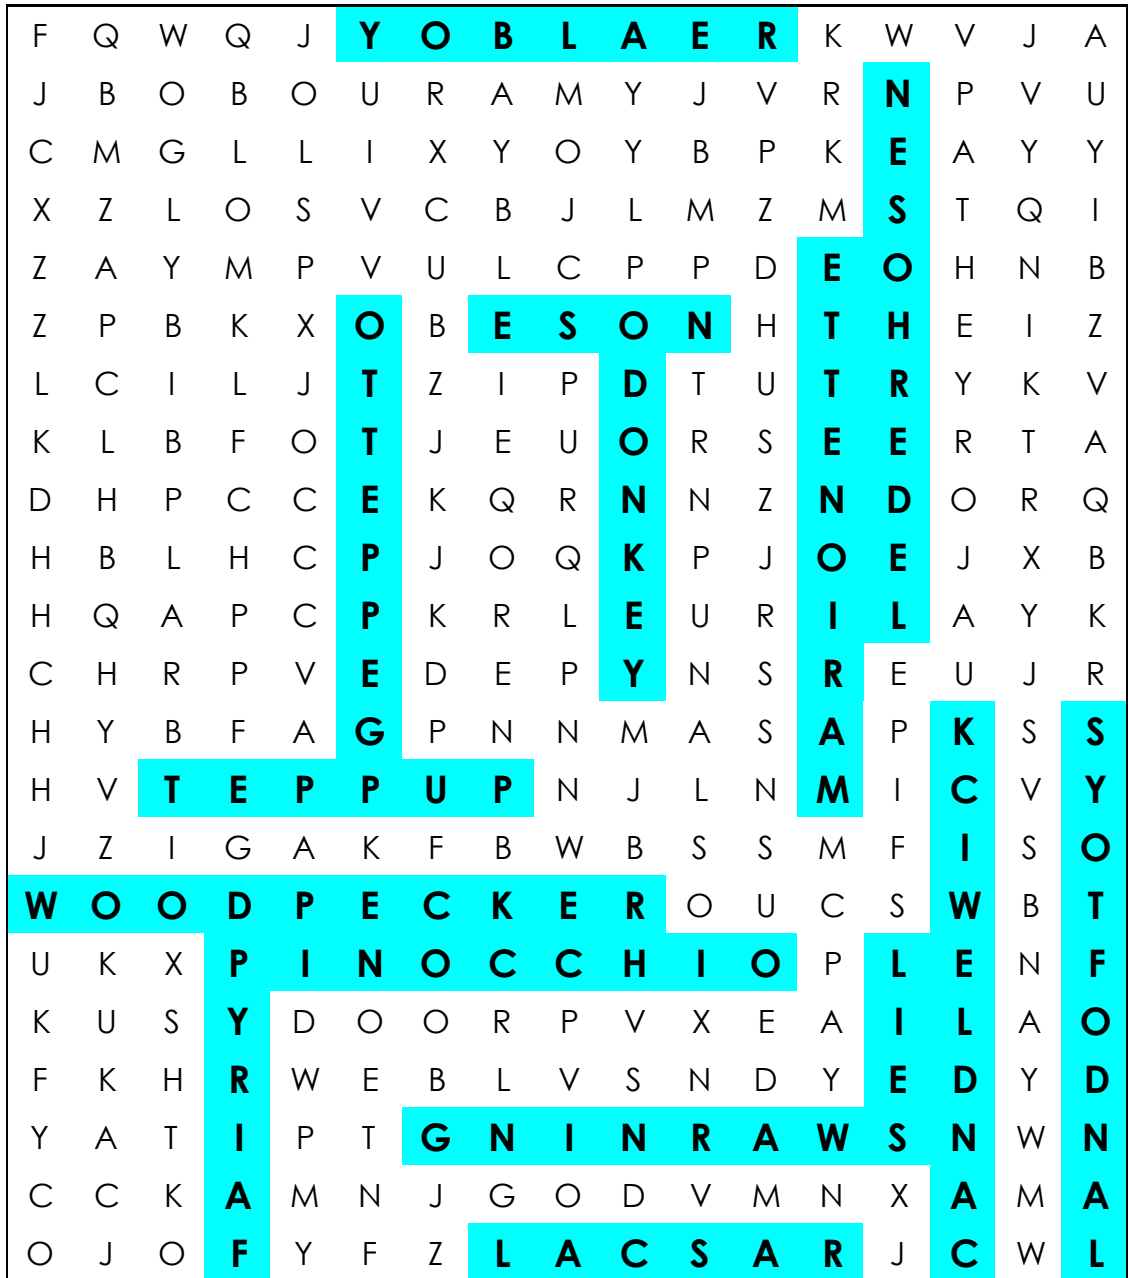 F Q W Q J Y O B L A E R K W V J A
J B O B O U R A M Y J V R N P V U
C M G L L I X Y O Y B P K E A Y Y
X Z L O S V C B J L M Z M S T Q I
Z A Y M P V U L C P P D E O H N B
Z P B K X O B E S O N H T H E I Z
L C I L J T Z I P D T U T R Y K V
K L B F O T J E U O R S E E R T A
D H P C C E K Q R N N Z N D O R Q
H B L H C P J O Q K P J O E J X B
H Q A P C P K R L E U R I L A Y K
C H R P V E D E P Y N S R E U J R
H Y B F A G P N N M A S A P K S S
H V T E P P U P N J L N M I C V Y
J Z I G A K F B W B S S M F I S O
W O O D P E C K E R O U C S W B T
U K X P I N O C C H I O P L E N F
K U S Y D O O R P V X E A I L A O
F K H R W E B L V S N D Y E D Y D
Y A T I P T G N I N R A W S N W N
C C K A M N J G O D V M N X A M A
O J O F Y F Z L A C S A R J C W L